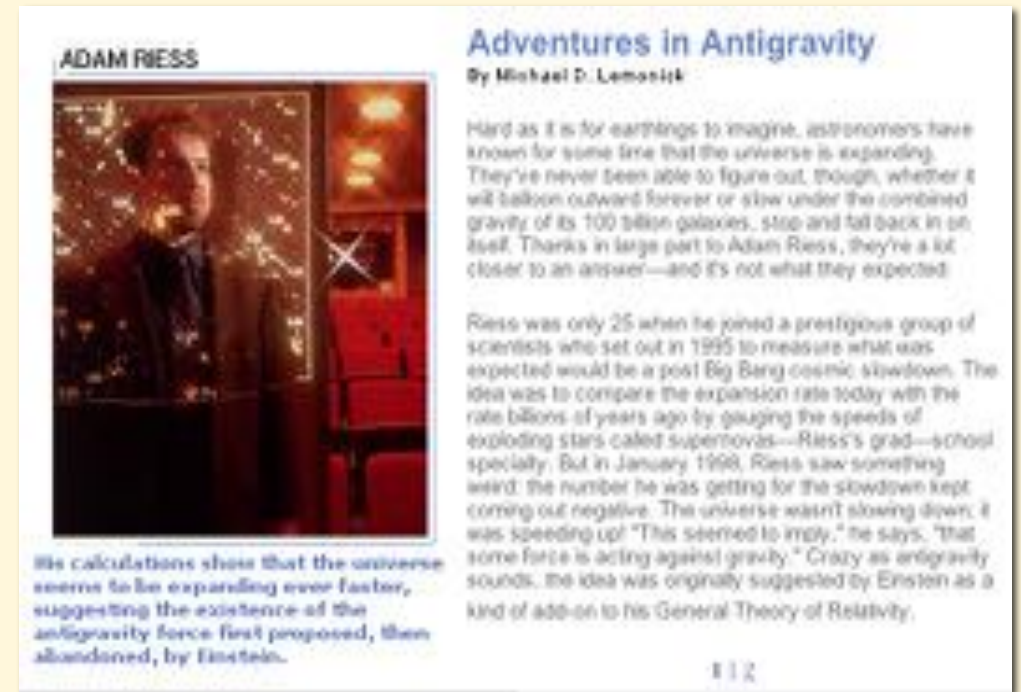 ADAM RIESS
His calculations show that the universe
seems to be expanding ever faster,
suggesting the existence of the
antigravity force first proposed, then
abandoned, by Einstein.
Adventures in Antigravity
By Michael D. Lemonick
Hard as it is for earthlings to imagine, astronomers have
known for some time that the universe is expanding.
They've never been able to figure out, though, whether it
will balloon outward forever or slow under the combined
gravity of its 100 billion galaxies, stop and fall back in on
itself. Thanks in large part to Adam Riess, they're a lot
closer to an answer—and it's not what they expected.
Riess was only 25 when he joined a prestigious group of
scientists who set out in 1995 to measure what was
expected would be a post Big Bang cosmic slowdown. The
idea was to compare the expansion rate today with the
rate billions of years ago by gauging the speeds of
exploding stars called supernovas—Riess's grad—school
specialty. But in January 1998, Riess saw something
weird: the number he was getting for the slowdown kept
coming out negative. The universe wasn't slowing down; it
was speeding up! "This seemed to imply," he says, "that
some force is acting against gravity." Crazy as antigravity
sounds, the idea was originally suggested by Einstein as a
kind of add-on to his General Theory of Relativity.